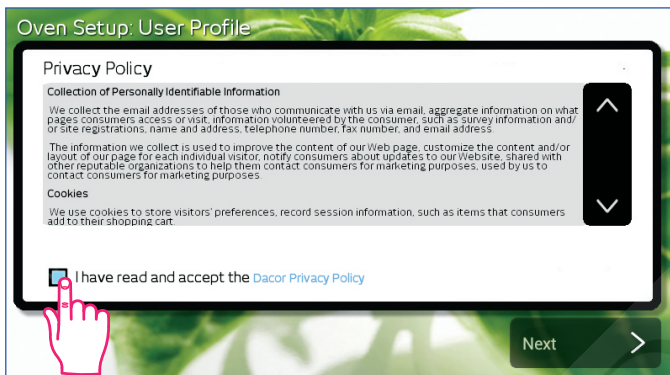 Oven Setup: User Profile
Privacy Policy
Collection of Personally Identifiable Information
We collect the email addresses of those who communicate with us via email, aggregate information on what
pages consumers access or visit, information volunteered by the consumer, such as survey information and/
or site registrations, name and address, telephone number, fax number, and email address.
The information we collect is used to improve the content of our Web page, customize the content and/or
layout of our page for each individual visitor, notify consumers about updates to our Website, shared with
other reputable organizations to help them contact consumers for marketing purposes, used by us to
contact consumers for marketing purposes.
Cookies
We use cookies to store visitors' preferences, record session information, such as items that consumers
add to their shopping cart.
I have read and accept the Dacor Privacy Policy
Next